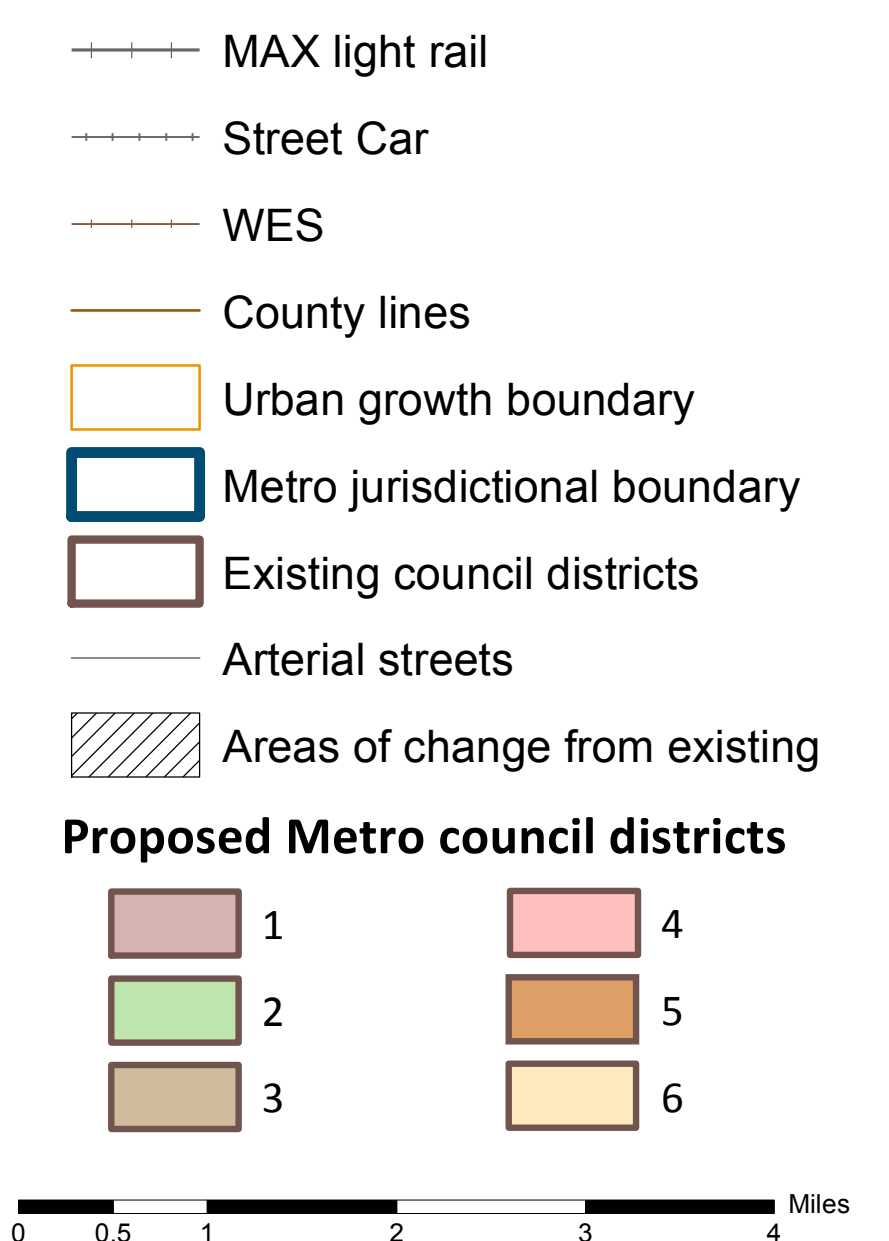 MAX light rail
Street Car
WES
County lines
Urban growth boundary
Metro jurisdictional boundary
Existing council districts
Arterial streets
Areas of change from existing
Proposed Metro council districts
1 4
2 5
3 6
Miles
0 0.5 1 2 3 4